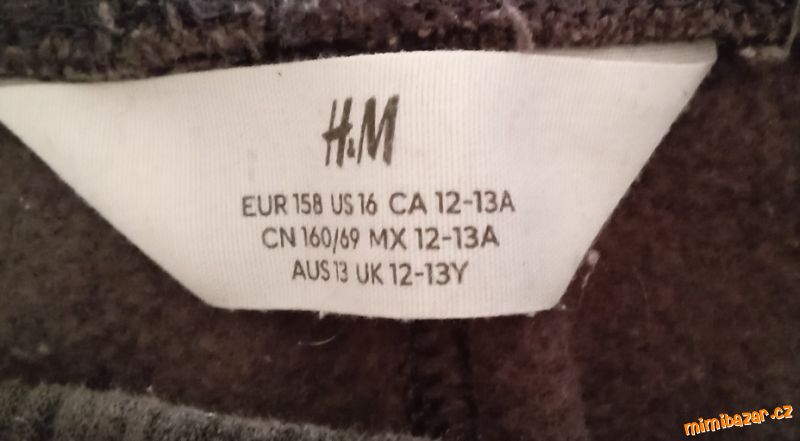 H&M
EUR 158 US 16 CA 12-13A
CN 160/69 MX 12-13A
AUS 13 UK 12-13Y
mimibazar.cz